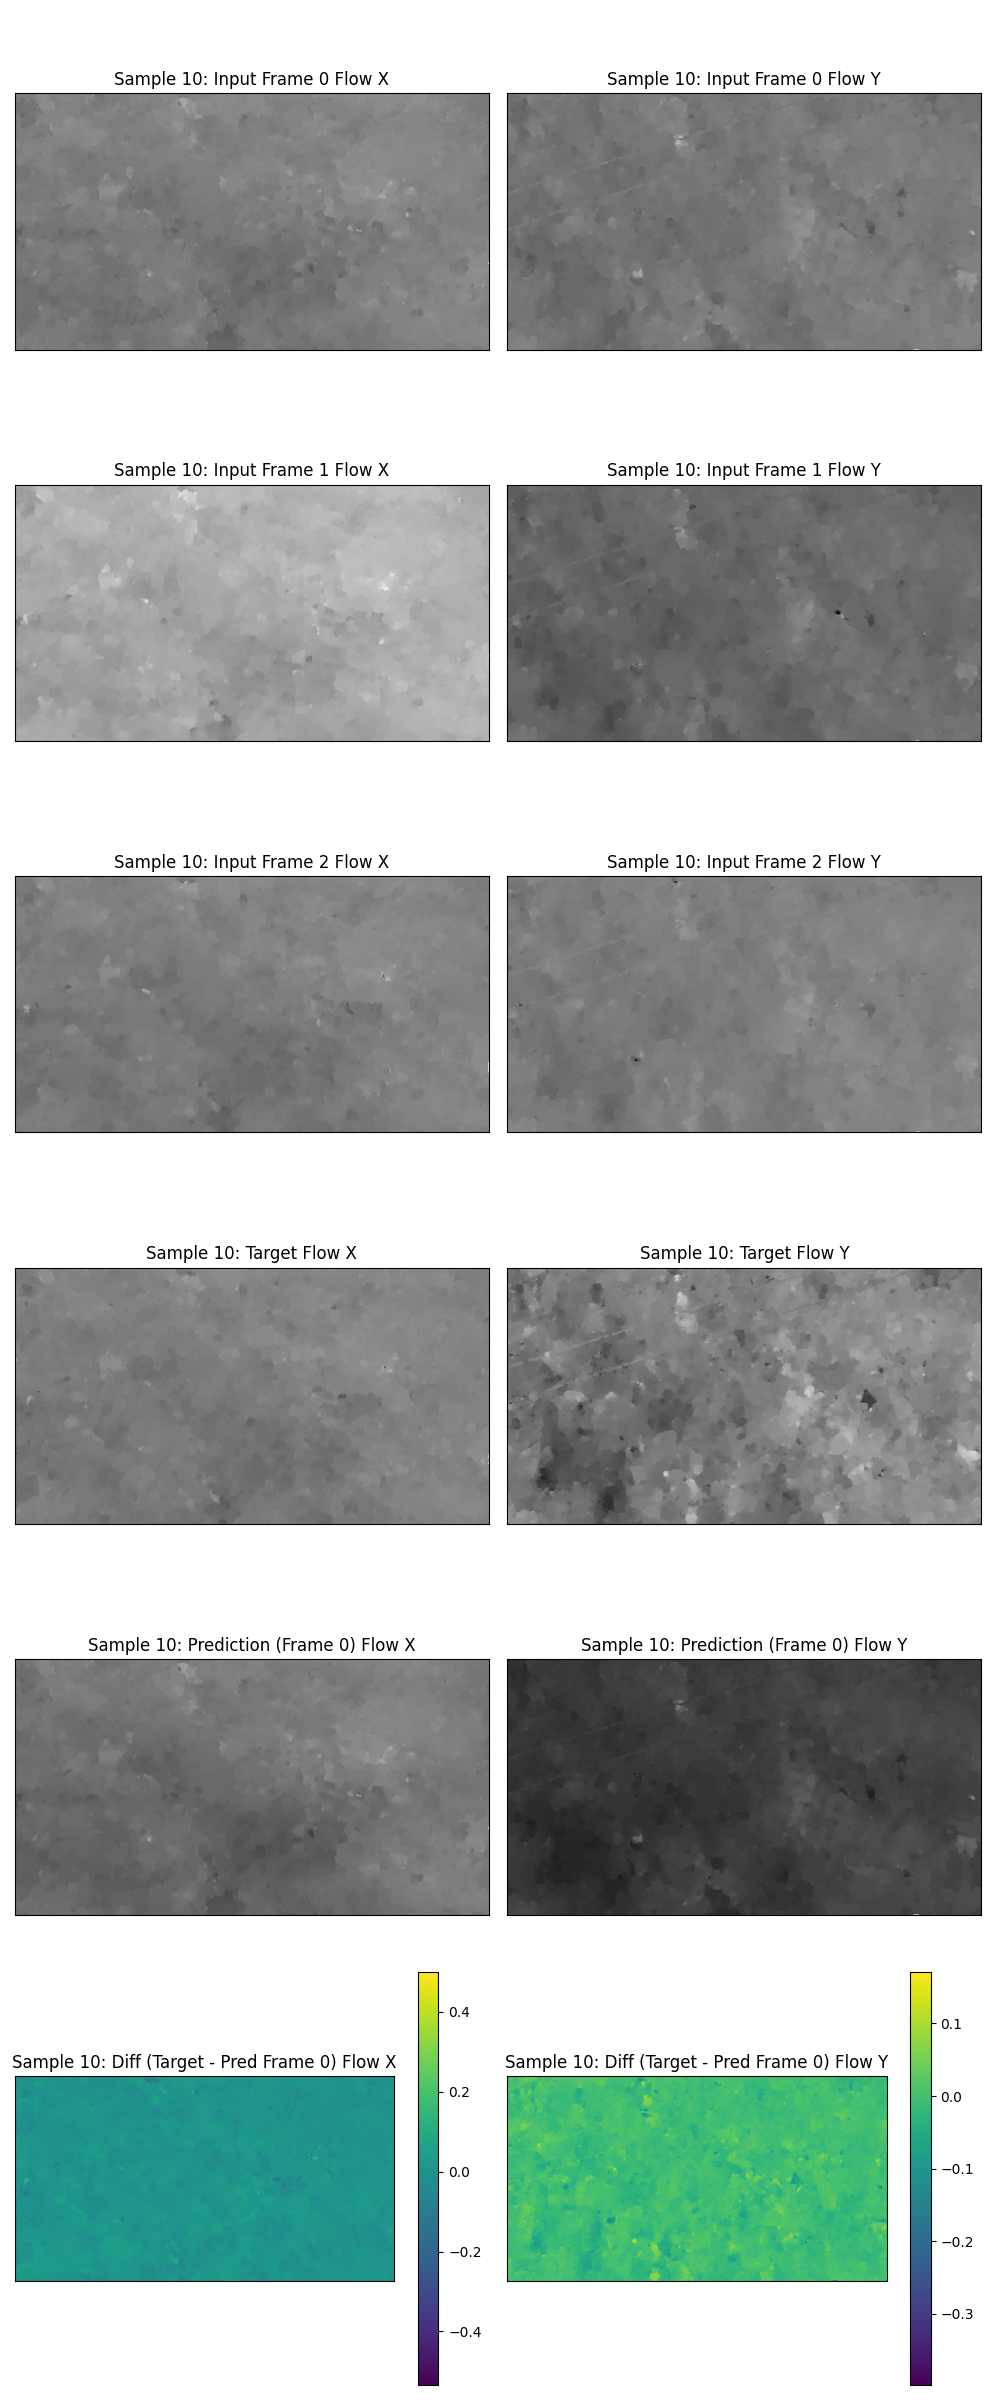 Sample 10: Input Frame 0 Flow X
Sample 10: Input Frame 0 Flow Y
Sample 10: Input Frame 1 Flow X
Sample 10: Input Frame 1 Flow Y
Sample 10: Input Frame 2 Flow X
Sample 10: Input Frame 2 Flow Y
Sample 10: Target Flow X
Sample 10: Target Flow Y
Sample 10: Prediction (Frame 0) Flow X
Sample 10: Prediction (Frame 0) Flow Y
Sample 10: Diff (Target - Pred Frame 0) Flow X
0.4
0.2
0.0
−0.2
−0.4
Sample 10: Diff (Target - Pred Frame 0) Flow Y
0.1
0.0
−0.1
−0.2
−0.3